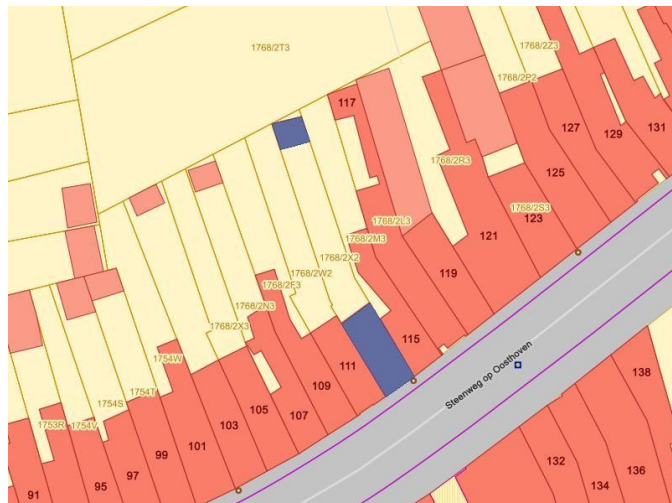 1768/2T3
1768/2Z3
1768/2P2
117
127
129
131
1768/2R3
125
1768/2L3
1768/2S3
123
1768/2M3
121
1768/2X2
119
1768/2W2
1768/2F3
1768/2N3
1768/2X3
115
111
109
107
105
103
101
99
97
95
91
1754W
1754T
1754S
1754V
1753R
Steenweg op Oosthoven
138
132
136
134